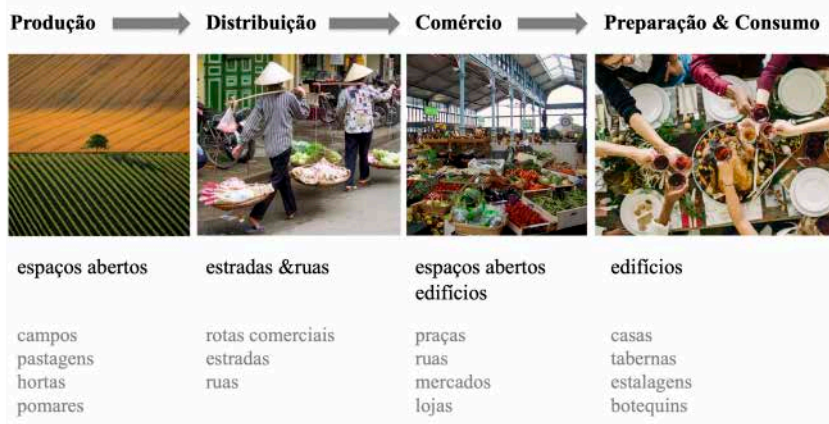 Produção
Distribuição
Comércio
Preparação & Consumo
espaços abertos
estradas &ruas
espaços abertos
edifícios
edifícios
campos
pastagens
hortas
pomares
rotas comerciais
estradas
ruas
praças
ruas
mercados
lojas
casas
tabernas
estalagens
botequins